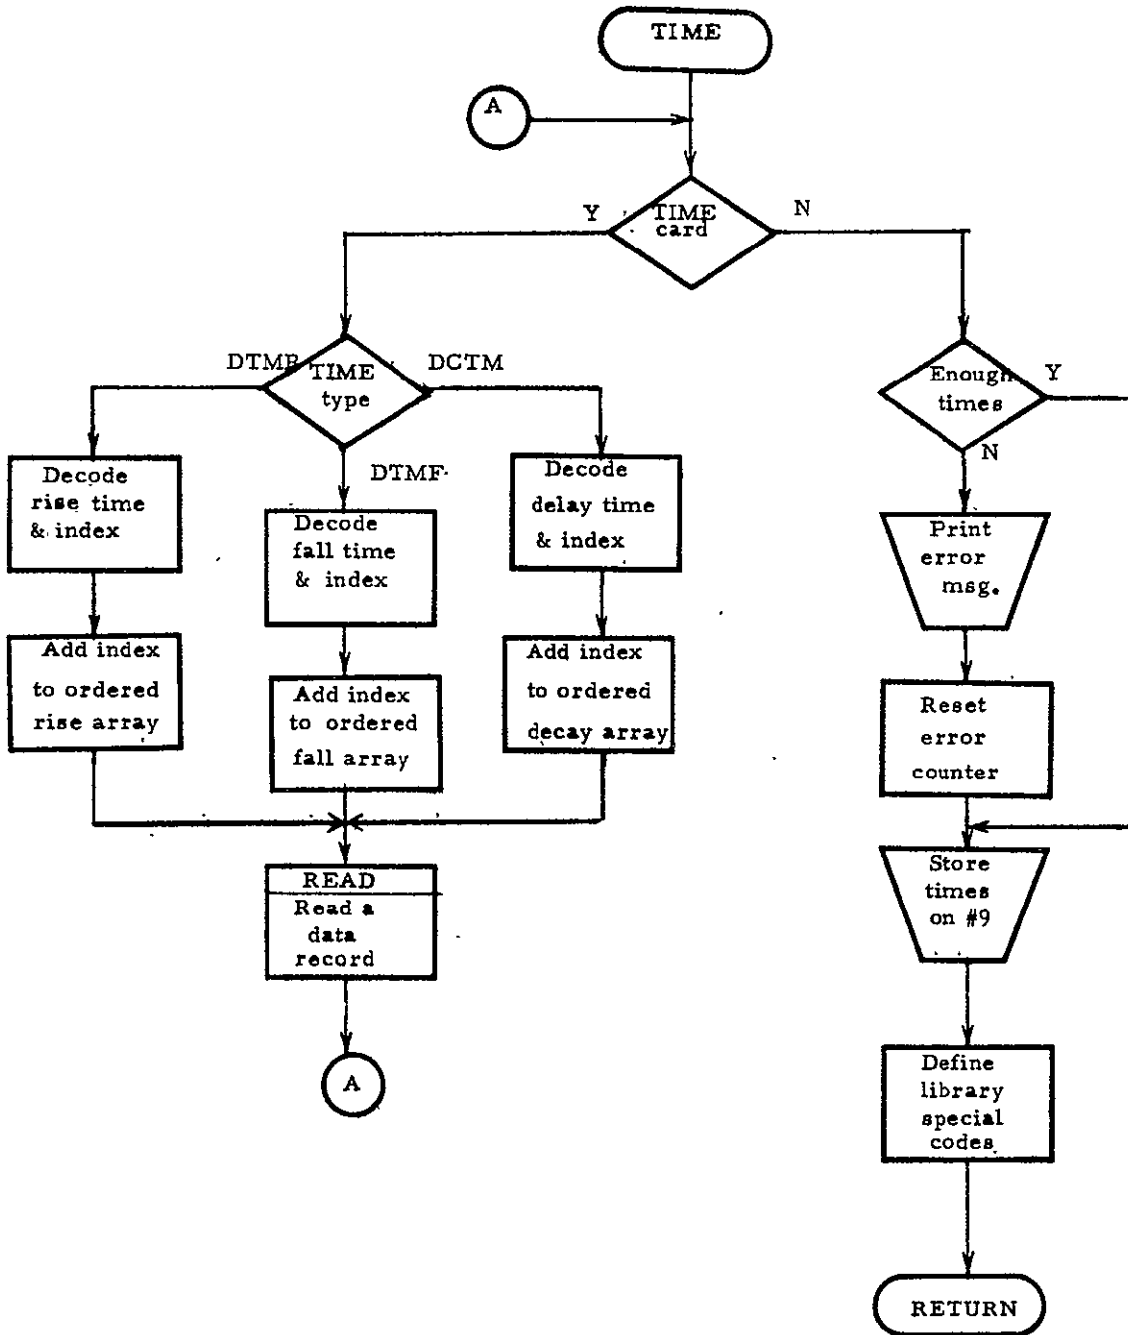 TIME
A
Y
TIME
card
N
DTMR
TIME
type
DCTM
DTMF
Enough
times
Y
N
Decode
rise time
& index
Decode
fall time
& index
Decode
delay time
& index
Print
error
msg.
Add index
to ordered
rise array
Add index
to ordered
fall array
Add index
to ordered
decay array
Reset
error
counter
READ
Read a
data
record
Store
times
on #9
A
Define
library
special
codes
RETURN